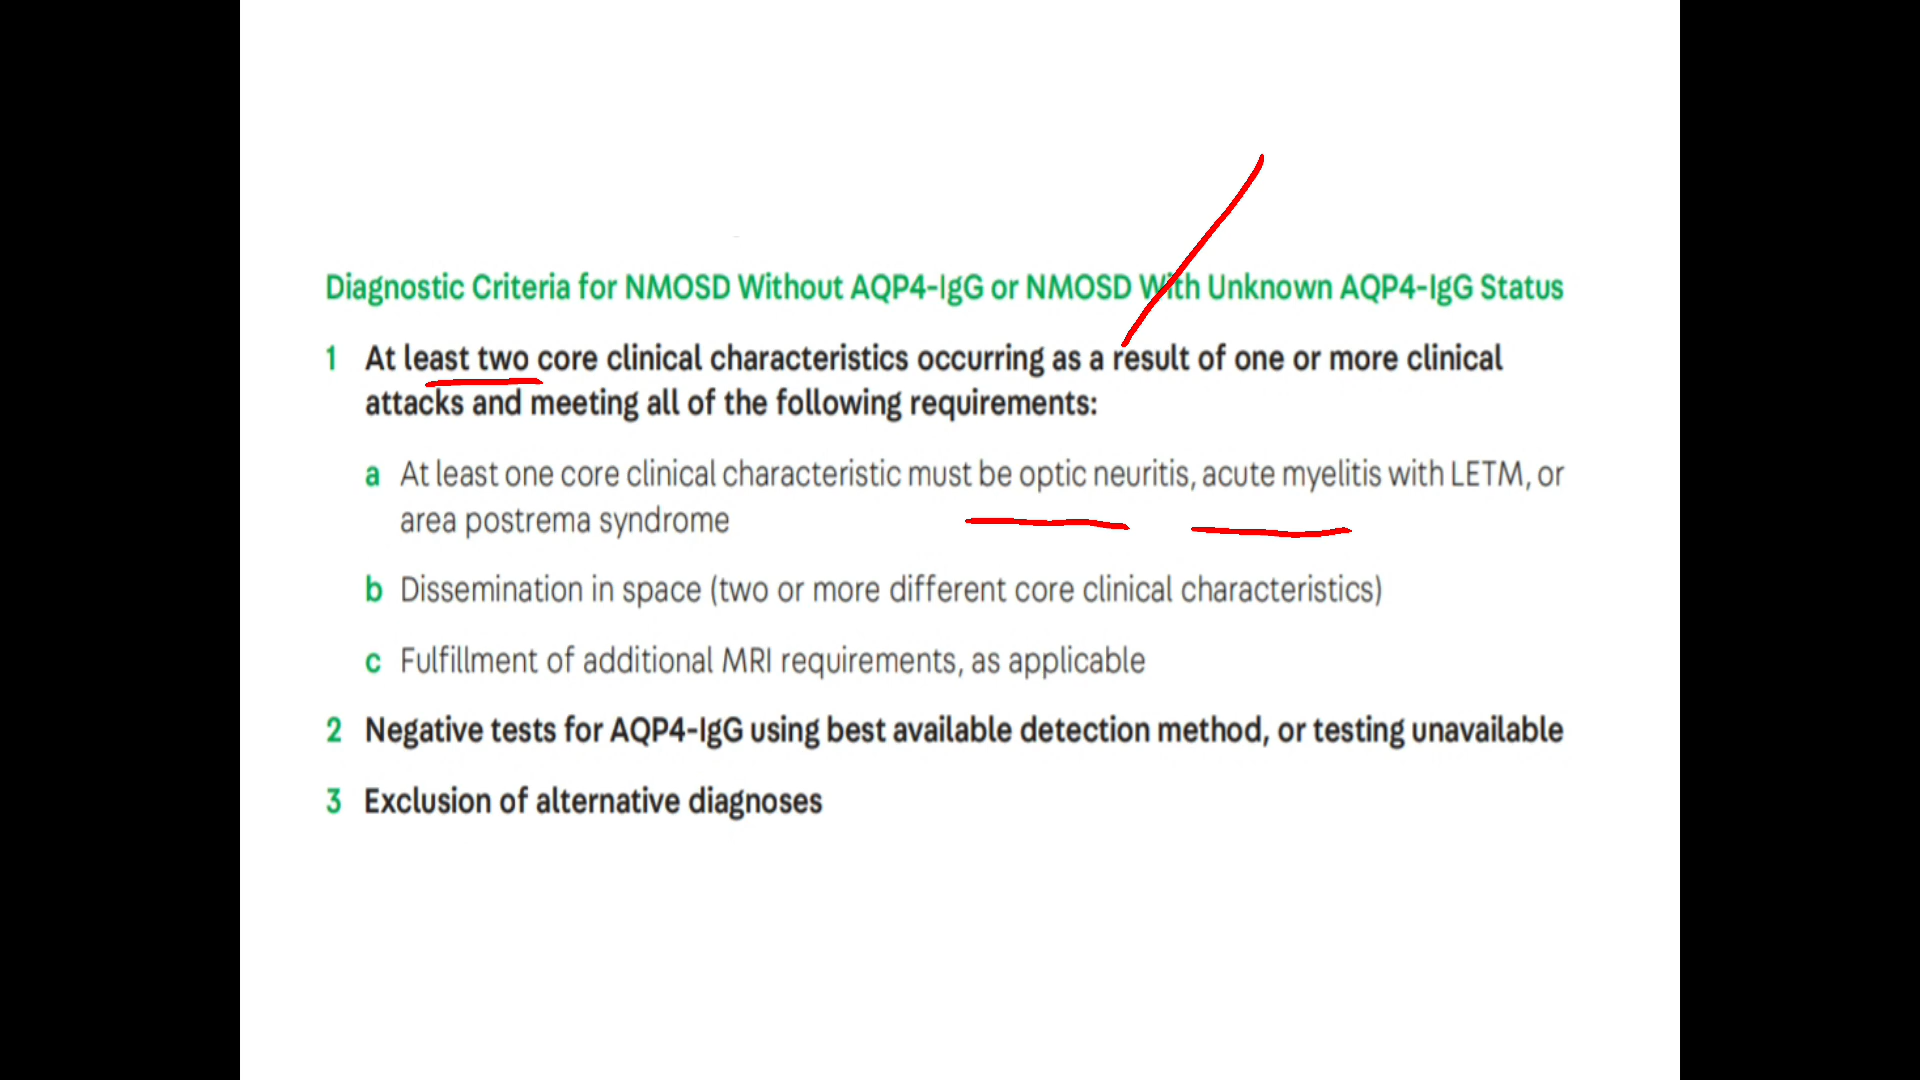 Diagnostic Criteria for NMOSD Without AQP4-IgG or NMOSD With Unknown AQP4-IgG Status
1 At least two core clinical characteristics occurring as a result of one or more clinical
attacks and meeting all of the following requirements:
a At least one core clinical characteristic must be optic neuritis, acute myelitis with LETM, or
area postrema syndrome
b Dissemination in space (two or more different core clinical characteristics)
c Fulfillment of additional MRI requirements, as applicable
2 Negative tests for AQP4-IgG using best available detection method, or testing unavailable
3 Exclusion of alternative diagnoses